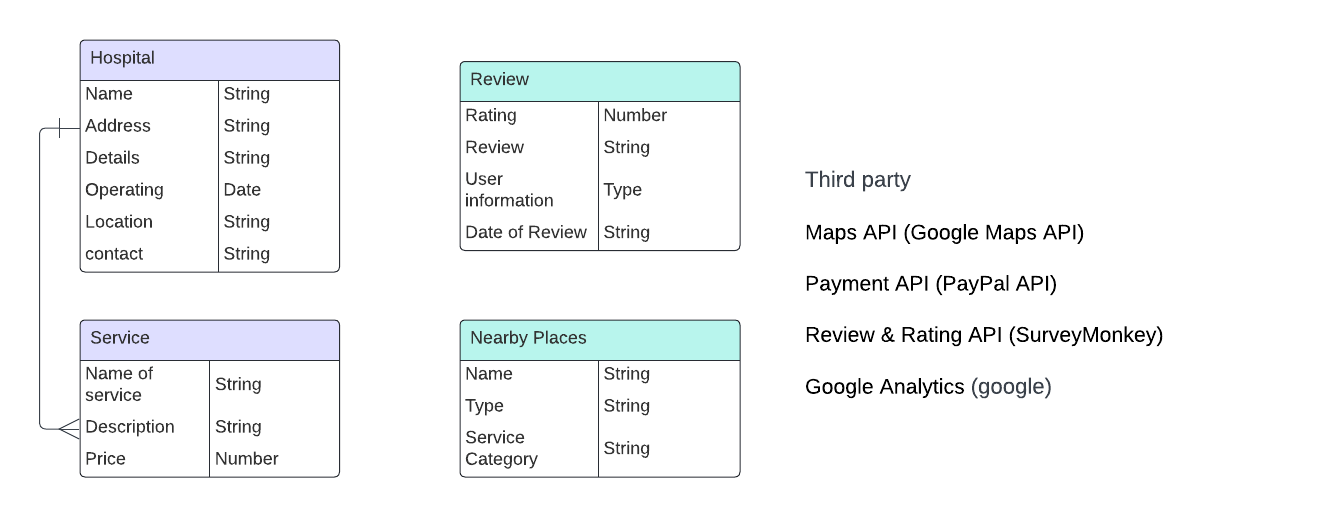 Hospital
Name String
Address String
Details String
Operating Date
Location String
contact String
Service
Name of
service String
Description String
Price Number
Review
Rating Number
Review String
User
information Type
Date of Review String
Nearby Places
Name String
Type String
Service
Category String
Third party
Maps API (Google Maps API)
Payment API (PayPal API)
Review & Rating API (SurveyMonkey)
Google Analytics (google)